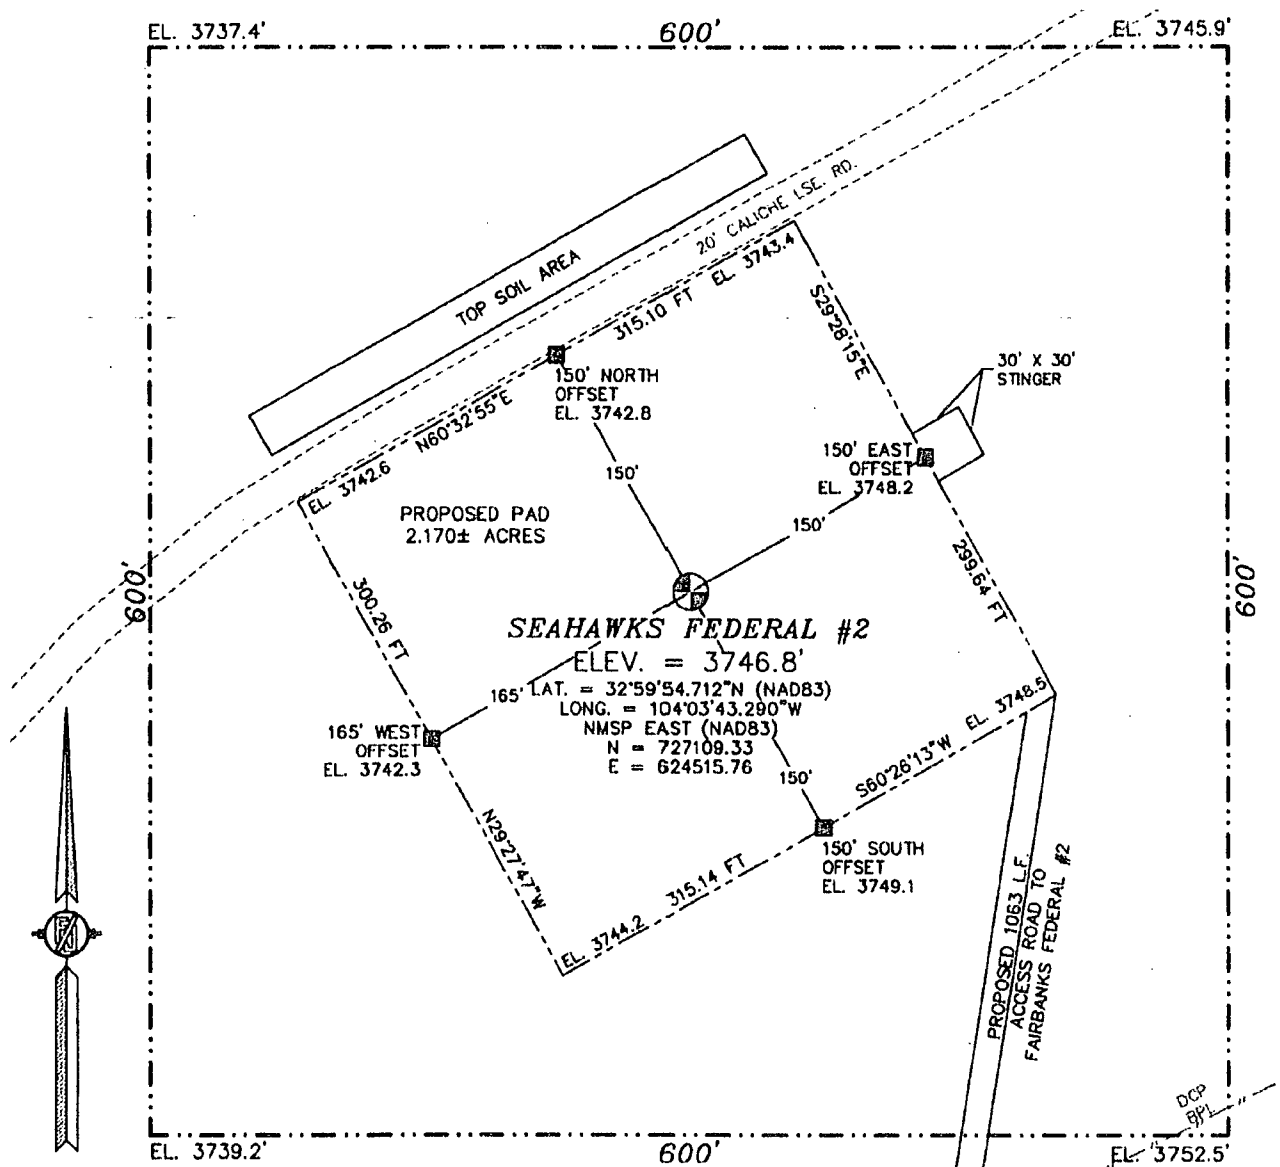 EL. 3737.4'
600'
EL. 3745.9'
20' CALICHE LSE. RD.
TOP SOIL AREA
315.10 FT
EL. 3743.4
S29°28'15"E
30' X 30'
STINGER
150' NORTH
OFFSET
EL. 3742.8
N60°32'55"E
EL. 3742.6
150'
150' EAST
OFFSET
EL. 3748.2
PROPOSED PAD
2.170± ACRES
150'
299.64 FT
600'
600'
300.26 FT
SEAHAWKS FEDERAL #2
ELEV. = 3746.8'
165'
LAT. = 32°59'54.712"N (NAD83)
LONG. = 104°03'43.290"W
NMSP EAST (NAD83)
N = 727109.33
E = 624515.76
EL. 3748.5
165' WEST
OFFSET
EL. 3742.3
150'
S60°26'13"W
N29°27'47"W
150' SOUTH
OFFSET
EL. 3749.1
315.14 FT
EL. 3744.2
PROPOSED 1063 L.F.
ACCESS ROAD TO
FAIRBANKS FEDERAL #2
DCP
EL. 3739.2'
600'
EL. 3752.5'